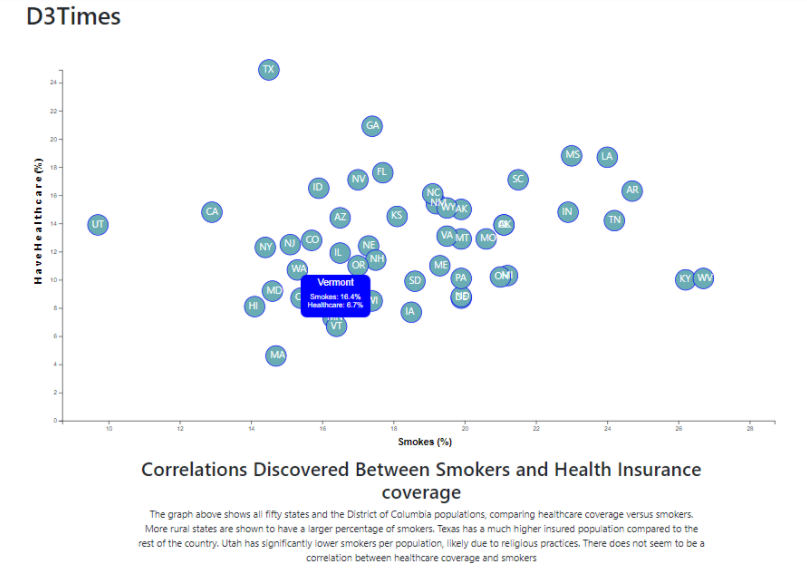 D3Times
HaveHealthcare (%)
24
22
20
18
16
14
12
10
8
6
4
2
0
TX
GA
MS
LA
FL
NV
SC
ID
NC
AR
NM
WY
AK
CA
IN
AZ
KS
TN
UT
OK
VA
MT
MO
CO
NJ
NY
NE
IL
NH
OR
ME
WA
MI
OH
PA
KY
WV
SD
MD
WI
HI
IA
VT
MA
Vermont
Smokes: 16.4%
Healthcare: 6.7%
10
12
14
16
18
20
22
24
26
28
Smokes (%)
Correlations Discovered Between Smokers and Health Insurance
coverage
The graph above shows all fifty states and the District of Columbia populations, comparing healthcare coverage versus smokers.
More rural states are shown to have a larger percentage of smokers. Texas has a much higher insured population compared to the
rest of the country. Utah has significantly lower smokers per population, likely due to religious practices. There does not seem to be a
correlation between healthcare coverage and smokers